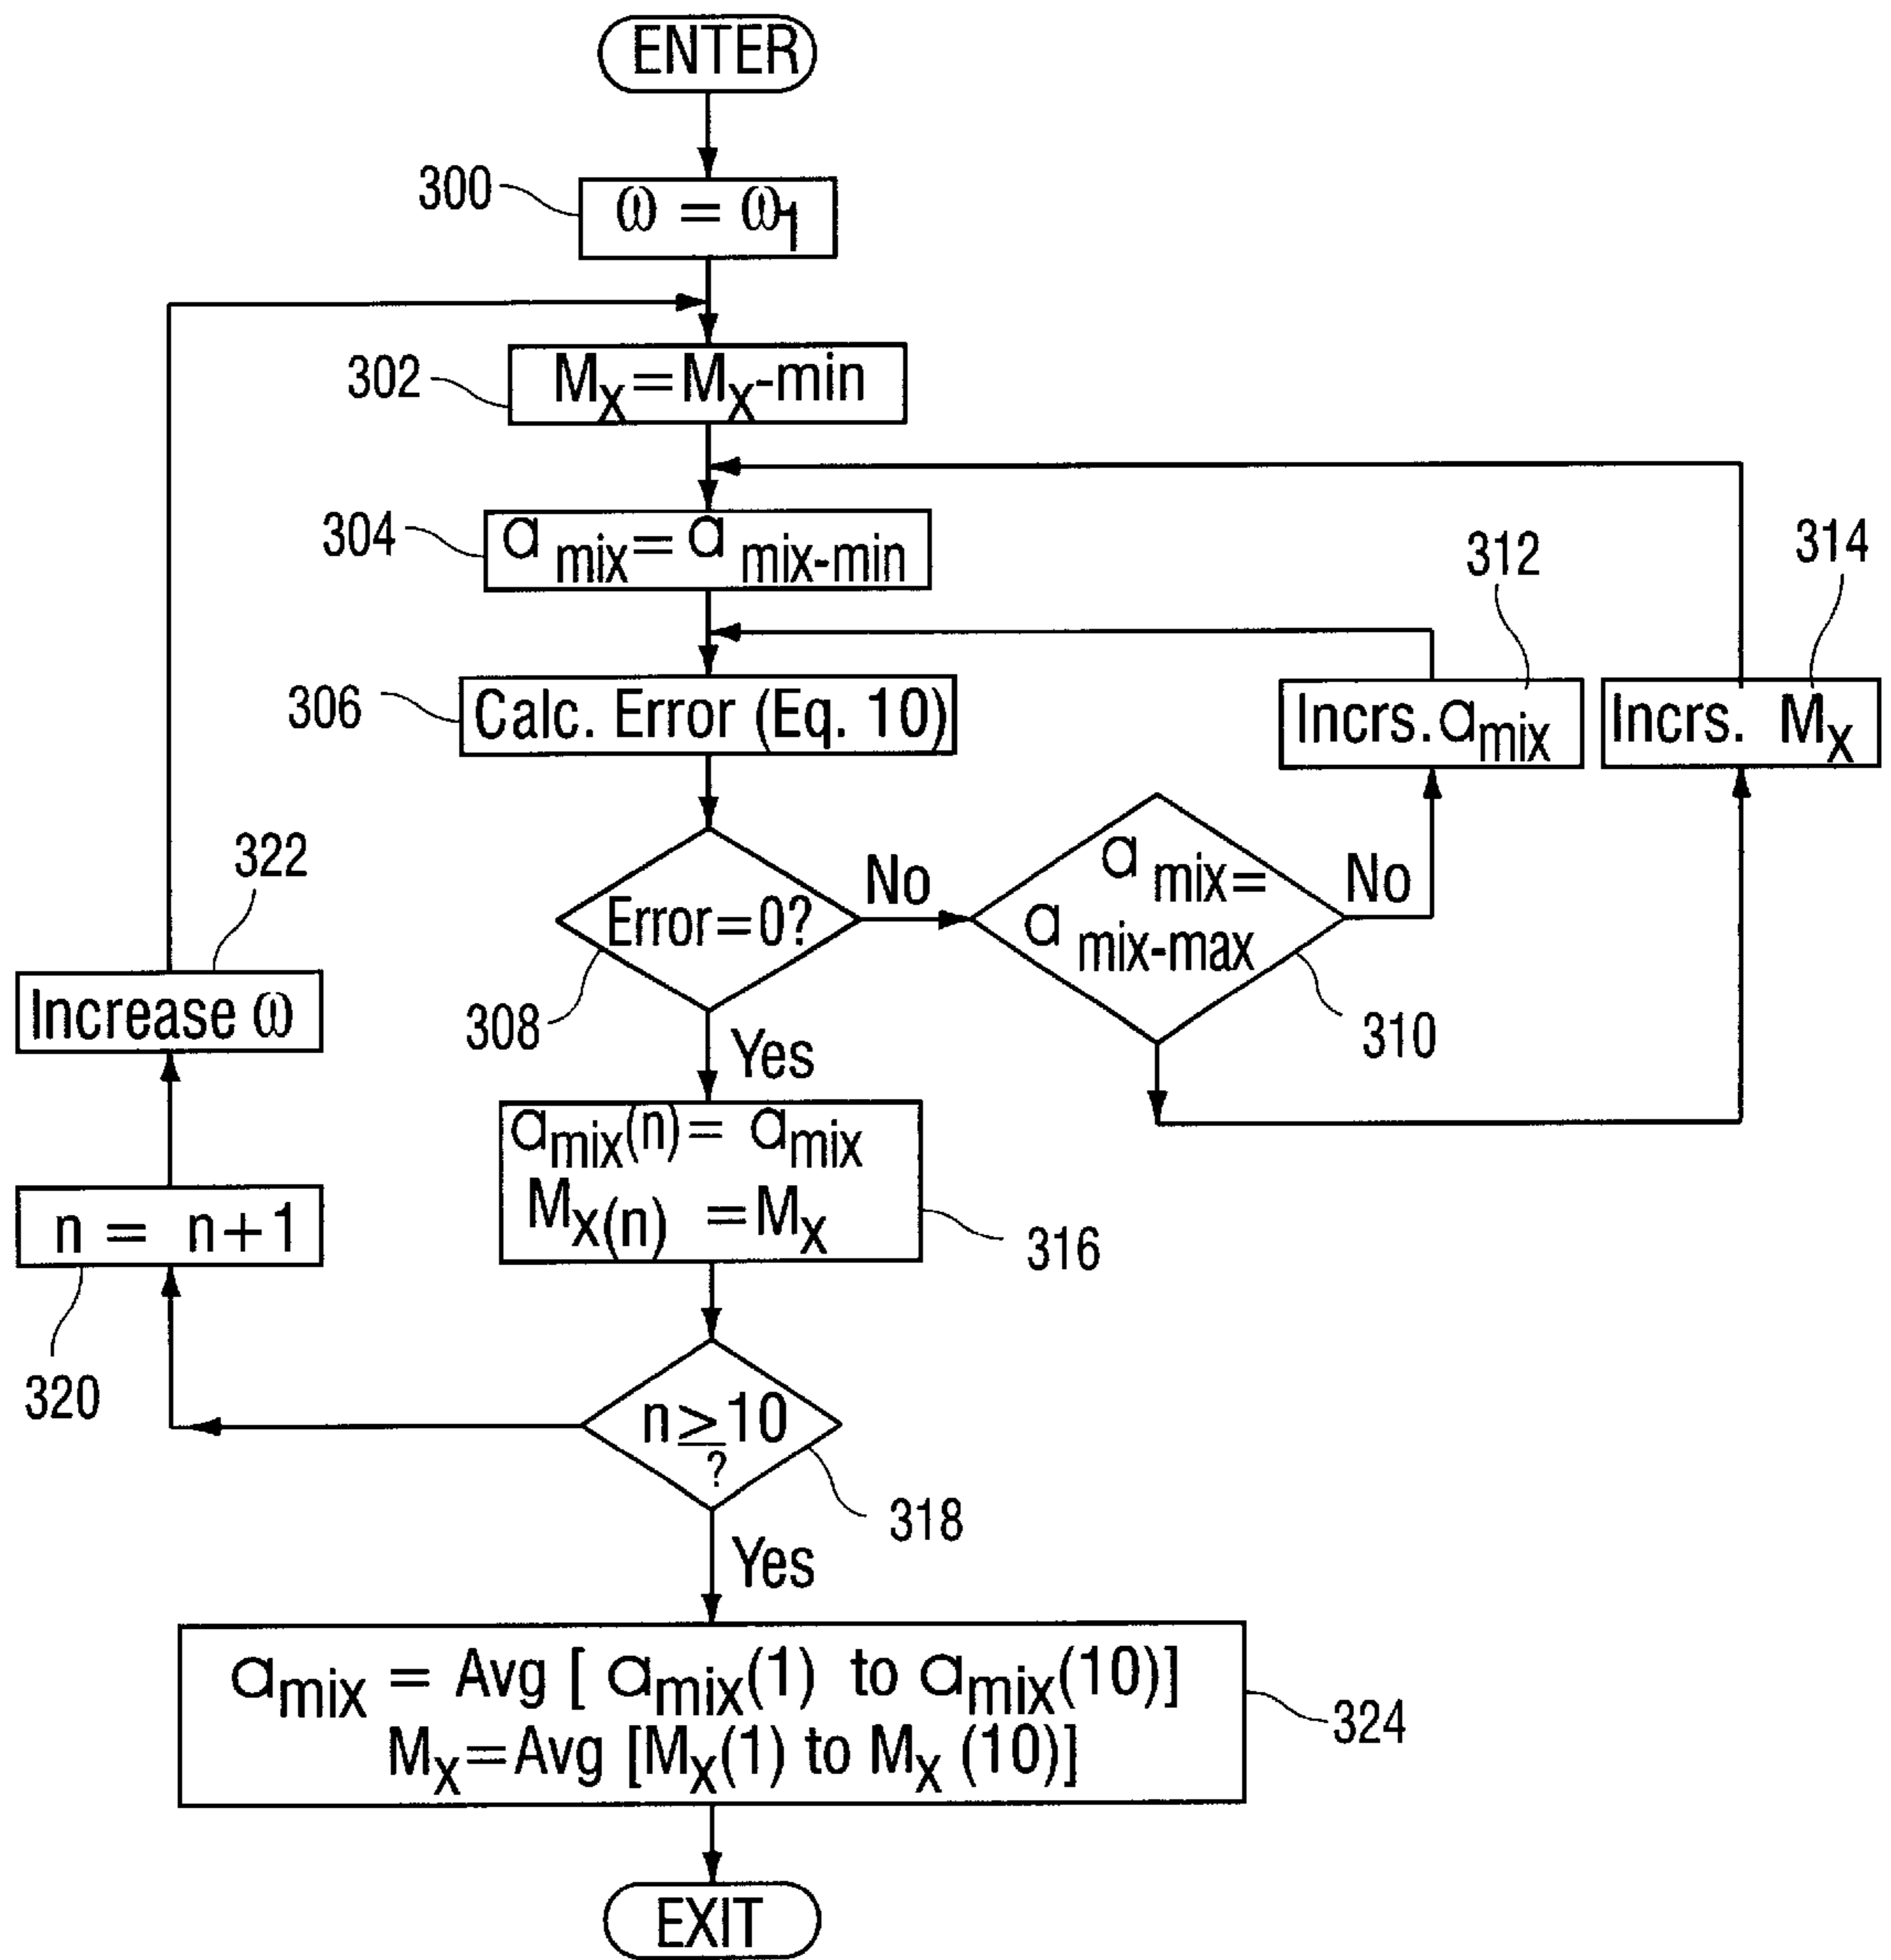 ENTER
300
ω = ω1
302
Mx=Mx-min
304
a mix= a mix-min
312
314
306
Calc. Error (Eq. 10)
Incrs. amix
Incrs. Mx
322
Error=0?
No
a mix=
a mix-max
No
Increase ω
308
310
Yes
amix(n)= amix
Mx(n) =Mx
n = n+1
316
320
n≥10
?
318
Yes
amix = Avg [ amix(1) to amix(10)]
Mx=Avg [Mx(1) to Mx (10)]
324
EXIT